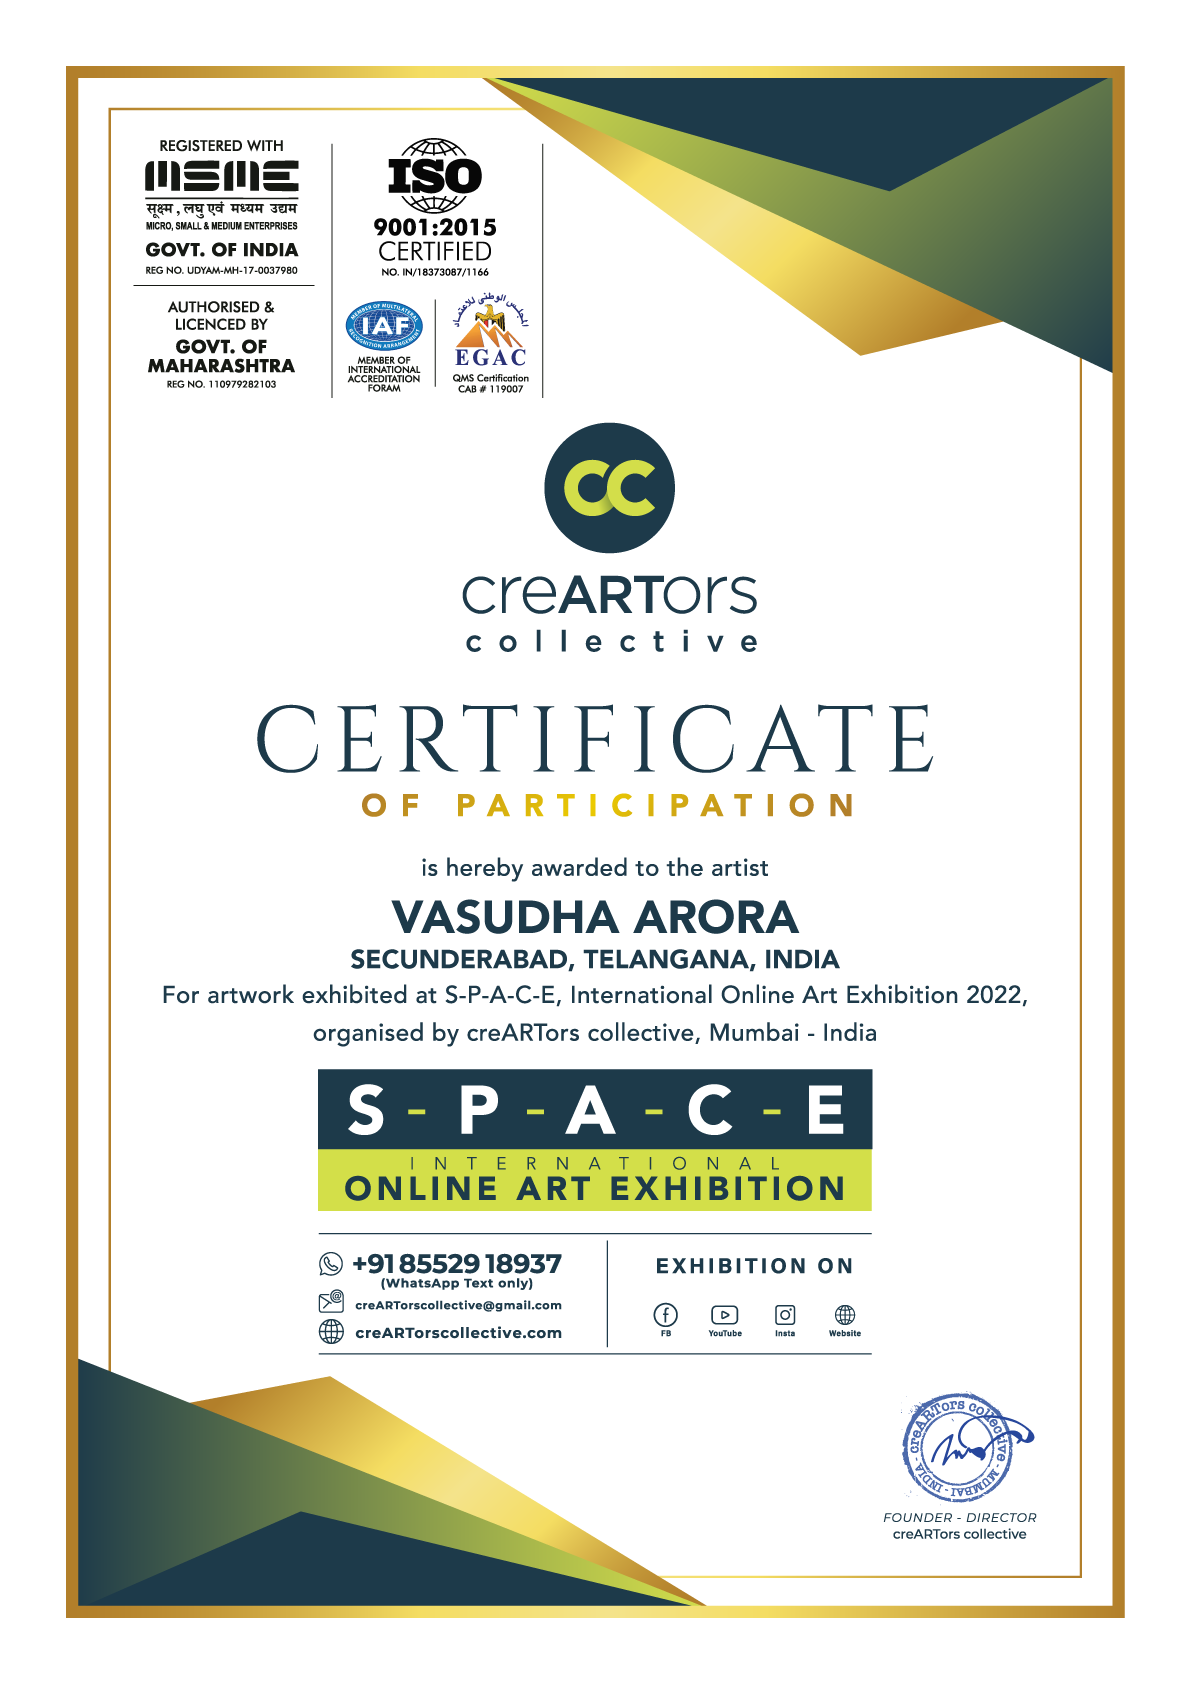 REGISTERED WITH
MSME
सूक्ष्म, लघु एवं मध्यम उद्यम
MICRO, SMALL & MEDIUM ENTERPRISES
GOVT. OF INDIA
REG NO. UDYAM-MH-17-0037980
AUTHORISED &
LICENCED BY
GOVT. OF
MAHARASHTRA
REG NO. 110979282103
ISO
9001:2015
CERTIFIED
NO. IN/18373087/1166
MEMBER OF MULTILATERAL
IAF
RECOGNITION ARRANGEMENT
MEMBER OF
INTERNATIONAL
ACCREDITATION
FORAM
المجلس الوطنى للاعتماد
EGAC
QMS Certification
CAB # 119007
CC
creARTors
collective
CERTIFICATE
OF PARTICIPATION
is hereby awarded to the artist
VASUDHA ARORA
SECUNDERABAD, TELANGANA, INDIA
For artwork exhibited at S-P-A-C-E, International Online Art Exhibition 2022,
organised by creARTors collective, Mumbai - India
S - P - A - C - E
INTERNATIONAL
ONLINE ART EXHIBITION
+91 85529 18937
(WhatsApp Text only)
creARTorscollective@gmail.com
creARTorscollective.com
EXHIBITION ON
FB YouTube Insta Website
creARTors collective - MUMBAI - INDIA -
FOUNDER - DIRECTOR
creARTors collective